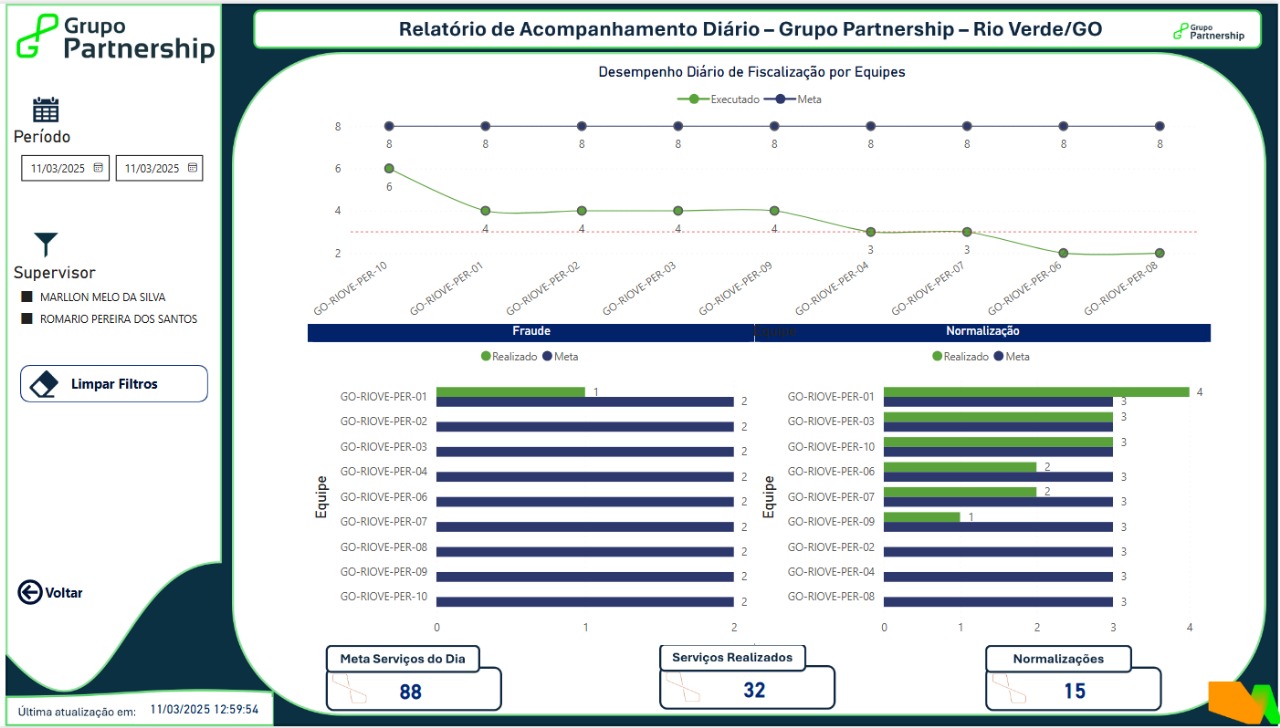 Grupo
Partnership
Relatório de Acompanhamento Diário – Grupo Partnership – Rio Verde/GO
Grupo
Partnership
Período
11/03/2025 11/03/2025
Supervisor
MARLLON MELO DA SILVA
ROMARIO PEREIRA DOS SANTOS
Limpar Filtros
Voltar
Última atualização em: 11/03/2025 12:59:54
Desempenho Diário de Fiscalização por Equipes
Executado Meta
8
8 8 8 8 8 8 8 8 8
6
6
4
4 4 4 4
3 3
2
GO-RIOVE-PER-10 GO-RIOVE-PER-01 GO-RIOVE-PER-02 GO-RIOVE-PER-03 GO-RIOVE-PER-09 GO-RIOVE-PER-04 GO-RIOVE-PER-07 GO-RIOVE-PER-06 GO-RIOVE-PER-08
Fraude
Equipe
Normalização
Realizado Meta
Equipe
GO-RIOVE-PER-01 1 2
GO-RIOVE-PER-02 2
GO-RIOVE-PER-03 2
GO-RIOVE-PER-04 2
GO-RIOVE-PER-06 2
GO-RIOVE-PER-07 2
GO-RIOVE-PER-08 2
GO-RIOVE-PER-09 2
GO-RIOVE-PER-10 2
0 1 2
Realizado Meta
Equipe
GO-RIOVE-PER-01 4 3
GO-RIOVE-PER-03 3
GO-RIOVE-PER-10 3
GO-RIOVE-PER-06 2 3
GO-RIOVE-PER-07 2 3
GO-RIOVE-PER-09 1 3
GO-RIOVE-PER-02 3
GO-RIOVE-PER-04 3
GO-RIOVE-PER-08 3
0 1 2 3 4
Meta Serviços do Dia
88
Serviços Realizados
32
Normalizações
15